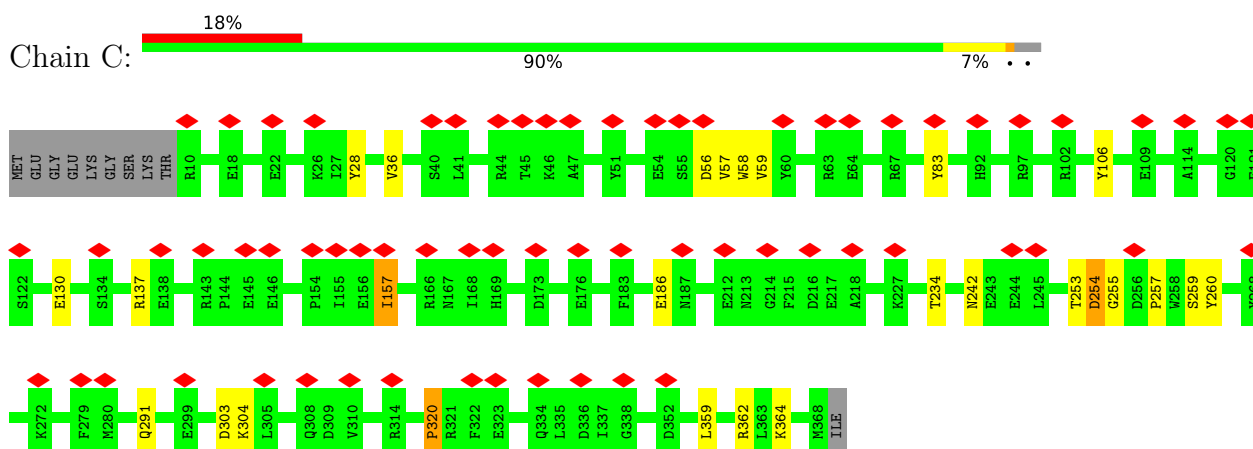 18%
Chain C:
90% 7% • •
MET GLU GLY GLU LYS GLY SER LYS THR R10 E18 E22 K26 I27 Y28 V36 S40 L41 R44 T45 K46 A47 Y51 E54 S55 D56 V57 W58 V59 Y60 R63 E64 R67 Y83 H92 R97 R102 Y106 E109 A114 G120
S122 E130 S134 R137 E138 R143 P144 E145 E146 P154 I155 E156 I157 R166 N167 I168 H169 D173 E176 F183 E186 N187 E212 N213 G214 F215 D216 E217 A218 K227 T234 N242 E243 E244 L245 T253 D254 G255 D256 P257 W258 S259 Y260
K272 F279 M280 Q291 E299 D303 K304 L305 Q308 D309 V310 R314 P320 R321 F322 E323 Q334 L335 D336 I337 G338 D352 L359 R362 L363 K364 M368 ILE